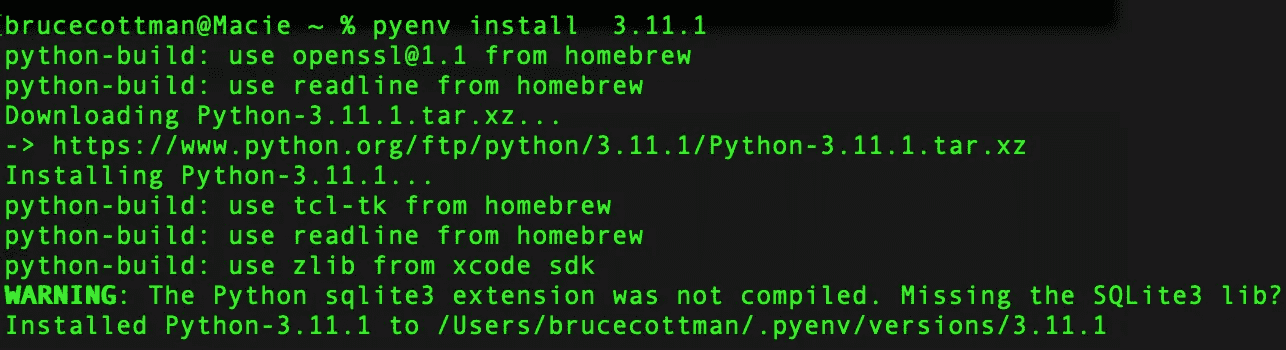 brucecottman@Macie ~ % pyenv install  3.11.1
python-build: use openssl@1.1 from homebrew
python-build: use readline from homebrew
Downloading Python-3.11.1.tar.xz...
-> https://www.python.org/ftp/python/3.11.1/Python-3.11.1.tar.xz
Installing Python-3.11.1...
python-build: use tcl-tk from homebrew
python-build: use readline from homebrew
python-build: use zlib from xcode sdk
WARNING: The Python sqlite3 extension was not compiled. Missing the SQLite3 lib?
Installed Python-3.11.1 to /Users/brucecottman/.pyenv/versions/3.11.1